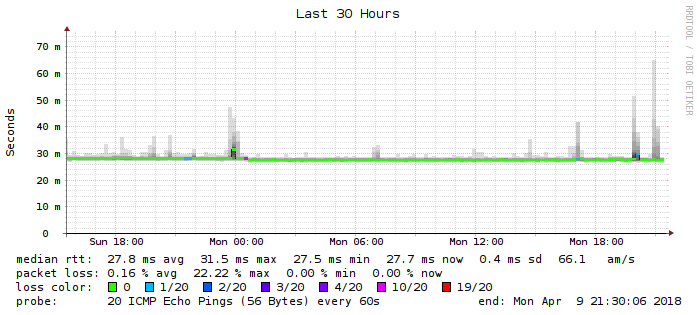 Last 30 Hours
RRDTOOL / TOBI OETIKER
Seconds
70 m
60 m
50 m
40 m
30 m
20 m
10 m
0
Sun 18:00 Mon 00:00 Mon 06:00 Mon 12:00 Mon 18:00
median rtt: 27.8 ms avg 31.5 ms max 27.5 ms min 27.7 ms now 0.4 ms sd 66.1 am/s
packet loss: 0.16 % avg 22.22 % max 0.00 % min 0.00 % now
loss color: 0 1/20 2/20 3/20 4/20 10/20 19/20
probe: 20 ICMP Echo Pings (56 Bytes) every 60s end: Mon Apr 9 21:30:06 2018